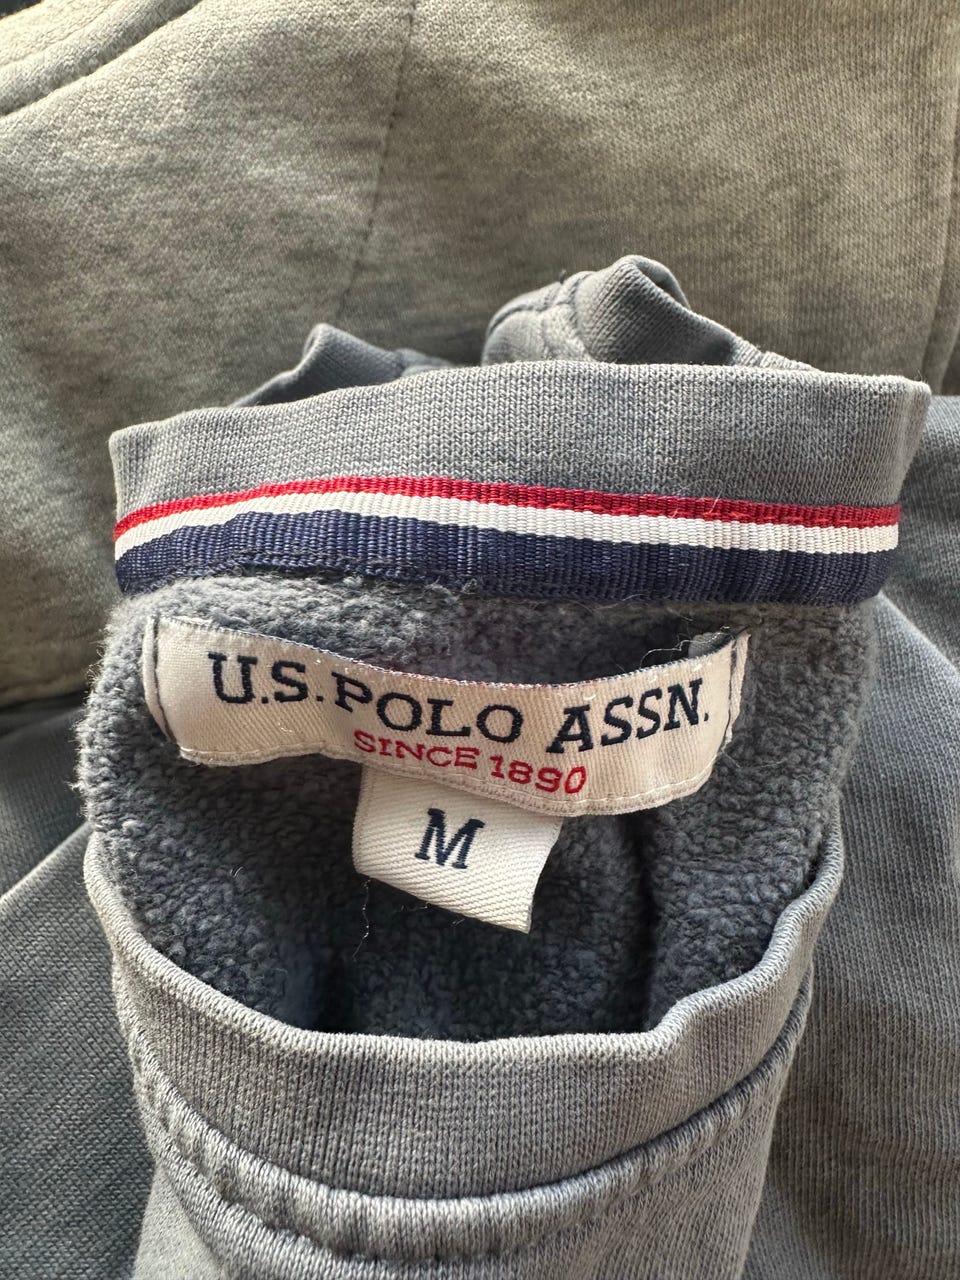 U.S. POLO ASSN.
SINCE 1890
M